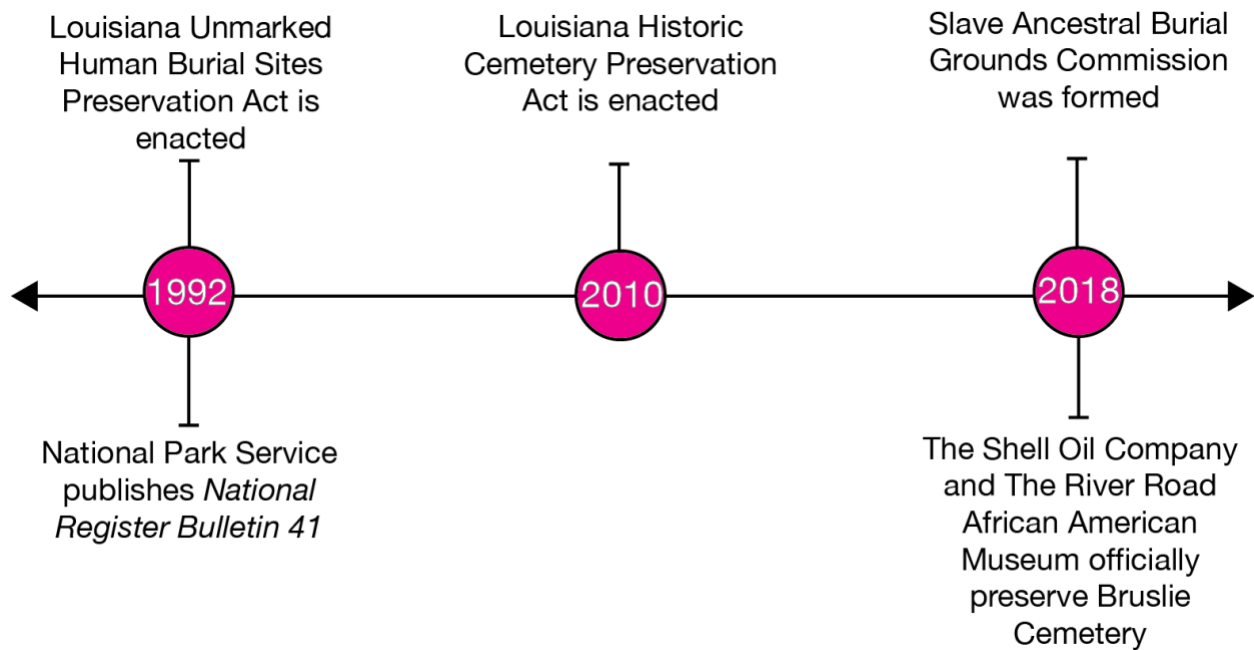 Louisiana Unmarked
Human Burial Sites
Preservation Act is
enacted
Louisiana Historic
Cemetery Preservation
Act is enacted
Slave Ancestral Burial
Grounds Commission
was formed
1992
2010
2018
National Park Service
publishes National
Register Bulletin 41
The Shell Oil Company
and The River Road
African American
Museum officially
preserve Bruslie
Cemetery